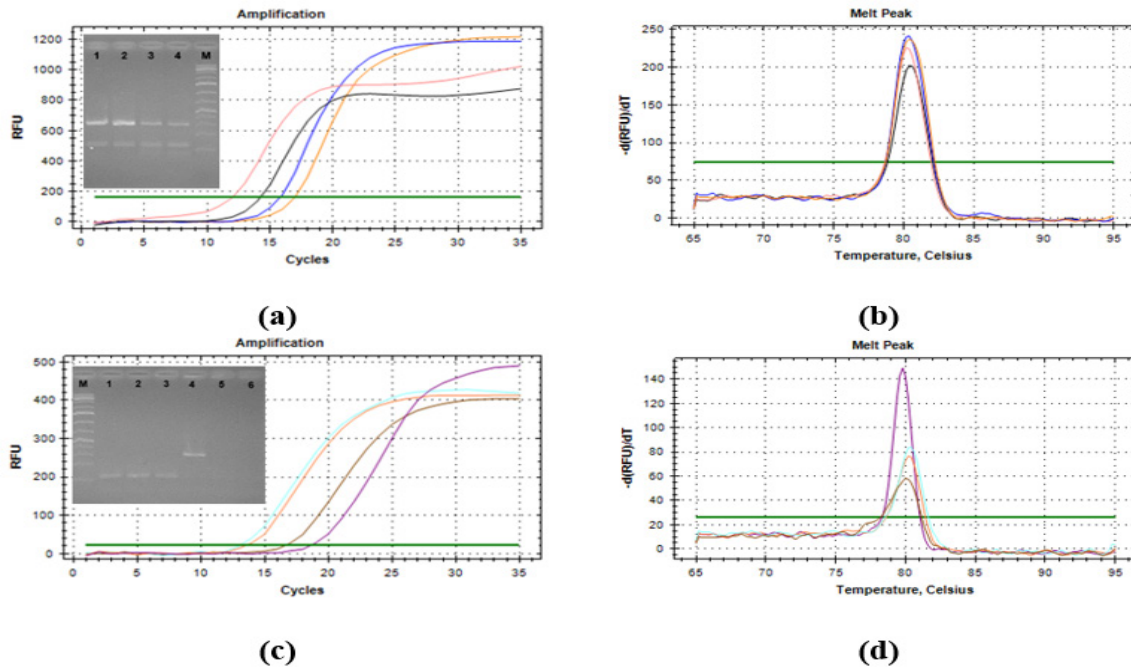 Amplification
1200
1000
800
600
400
200
0
RFU
1 2 3 4 M
0 5 10 15 20 25 30 35
Cycles
(a)
Melt Peak
250
200
150
100
50
0
-d(RFU)/dT
65 70 75 80 85 90 95
Temperature, Celsius
(b)
Amplification
500
400
300
200
100
0
RFU
M 1 2 3 4 5 6
0 5 10 15 20 25 30 35
Cycles
(c)
Melt Peak
140
120
100
80
60
40
20
0
-d(RFU)/dT
65 70 75 80 85 90 95
Temperature, Celsius
(d)